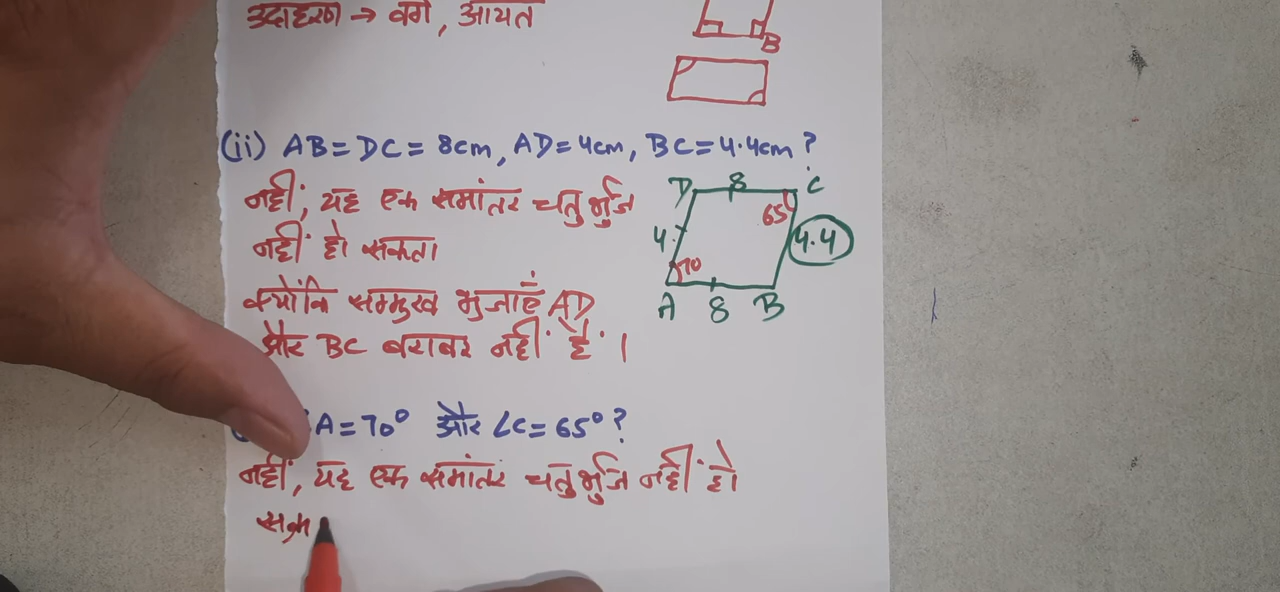 उदाहरण → वर्ग, आयत
B
(ii) AB = DC = 8cm, AD = 4cm, BC = 4.4cm ?
नहीं, यह एक समांतर चतुर्भुज
नहीं हो सकता
क्योंकि सम्मुख भुजाएँ AD
और BC बराबर नहीं हैं ।
D 8 C
65
4 4.4
70
A 8 B
A = 70° और ∠C = 65° ?
नहीं, यह एक समांतर चतुर्भुज नहीं हो